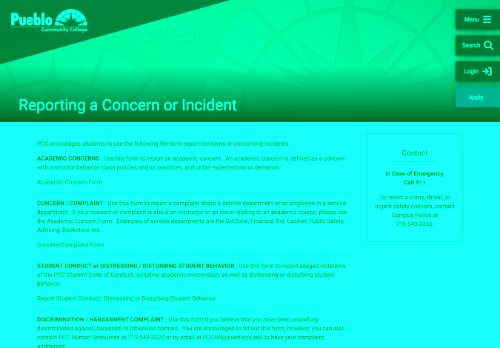 Pueblo
Community College
Menu
Search
Login
Apply
Reporting a Concern or Incident
PCC encourages students to use the following forms to report concerns or concerning incidents.
ACADEMIC CONCERNS : Use this form to report an academic concern. An academic concern is defined as a concern
with instructor behavior, class policies and/or practices, and unfair expectations or demands.
Academic Concern Form
CONCERN / COMPLAINT : Use this form to report a complaint about a service department or an employee in a service
department. If your concern or complaint is about an instructor or an issue relating to an academic course, please use
the Academic Concern Form. Examples of service departments are the GoZone, Financial Aid, Cashier, Public Safety,
Advising, Bookstore, etc.
Concern/Complaint Form
STUDENT CONDUCT or DISTRESSING / DISTURBING STUDENT BEHAVIOR : Use this form to report alleged violations
of the PCC Student Code of Conduct, including academic misconduct, as well as distressing or disturbing student
behavior.
Report Student Conduct/ Distressing or Disturbing Student Behavior
DISCRIMINATION / HARASSMENT COMPLAINT : Use this form if you believe that you have been unlawfully
discriminated against, harassed, or otherwise harmed. You are encouraged to fill out this form; however, you can also
contact PCC Human Resources at 719.549.3220 or by email at PCCHR@pueblocc.edu to have your complaint
addressed.
Contact
In Case of Emergency,
Call 911
To report a crime, threat, or
urgent safety concern, contact
Campus Police at
719.549.3355